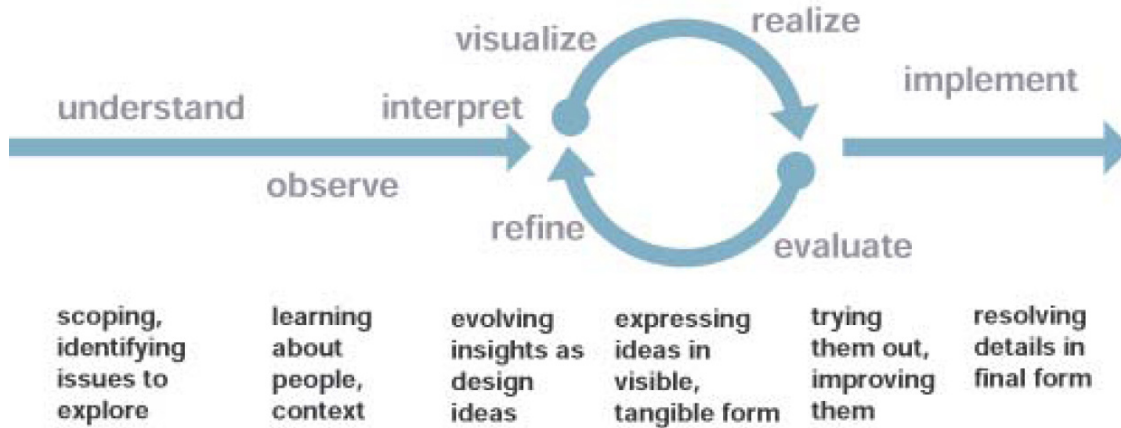 visualize
realize
understand
interpret
implement
observe
refine
evaluate
scoping,
identifying
issues to
explore
learning
about
people,
context
evolving
insights as
design
ideas
expressing
ideas in
visible,
tangible form
trying
them out,
improving
them
resolving
details in
final form